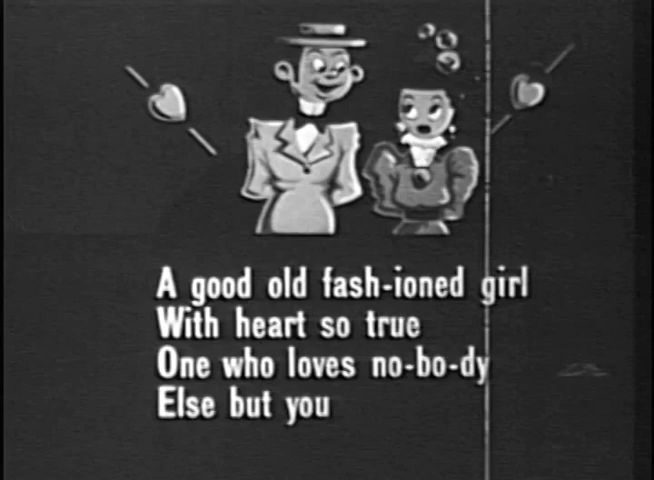 A good old fash-ioned girl
With heart so true
One who loves no-bo-dy
Else but you